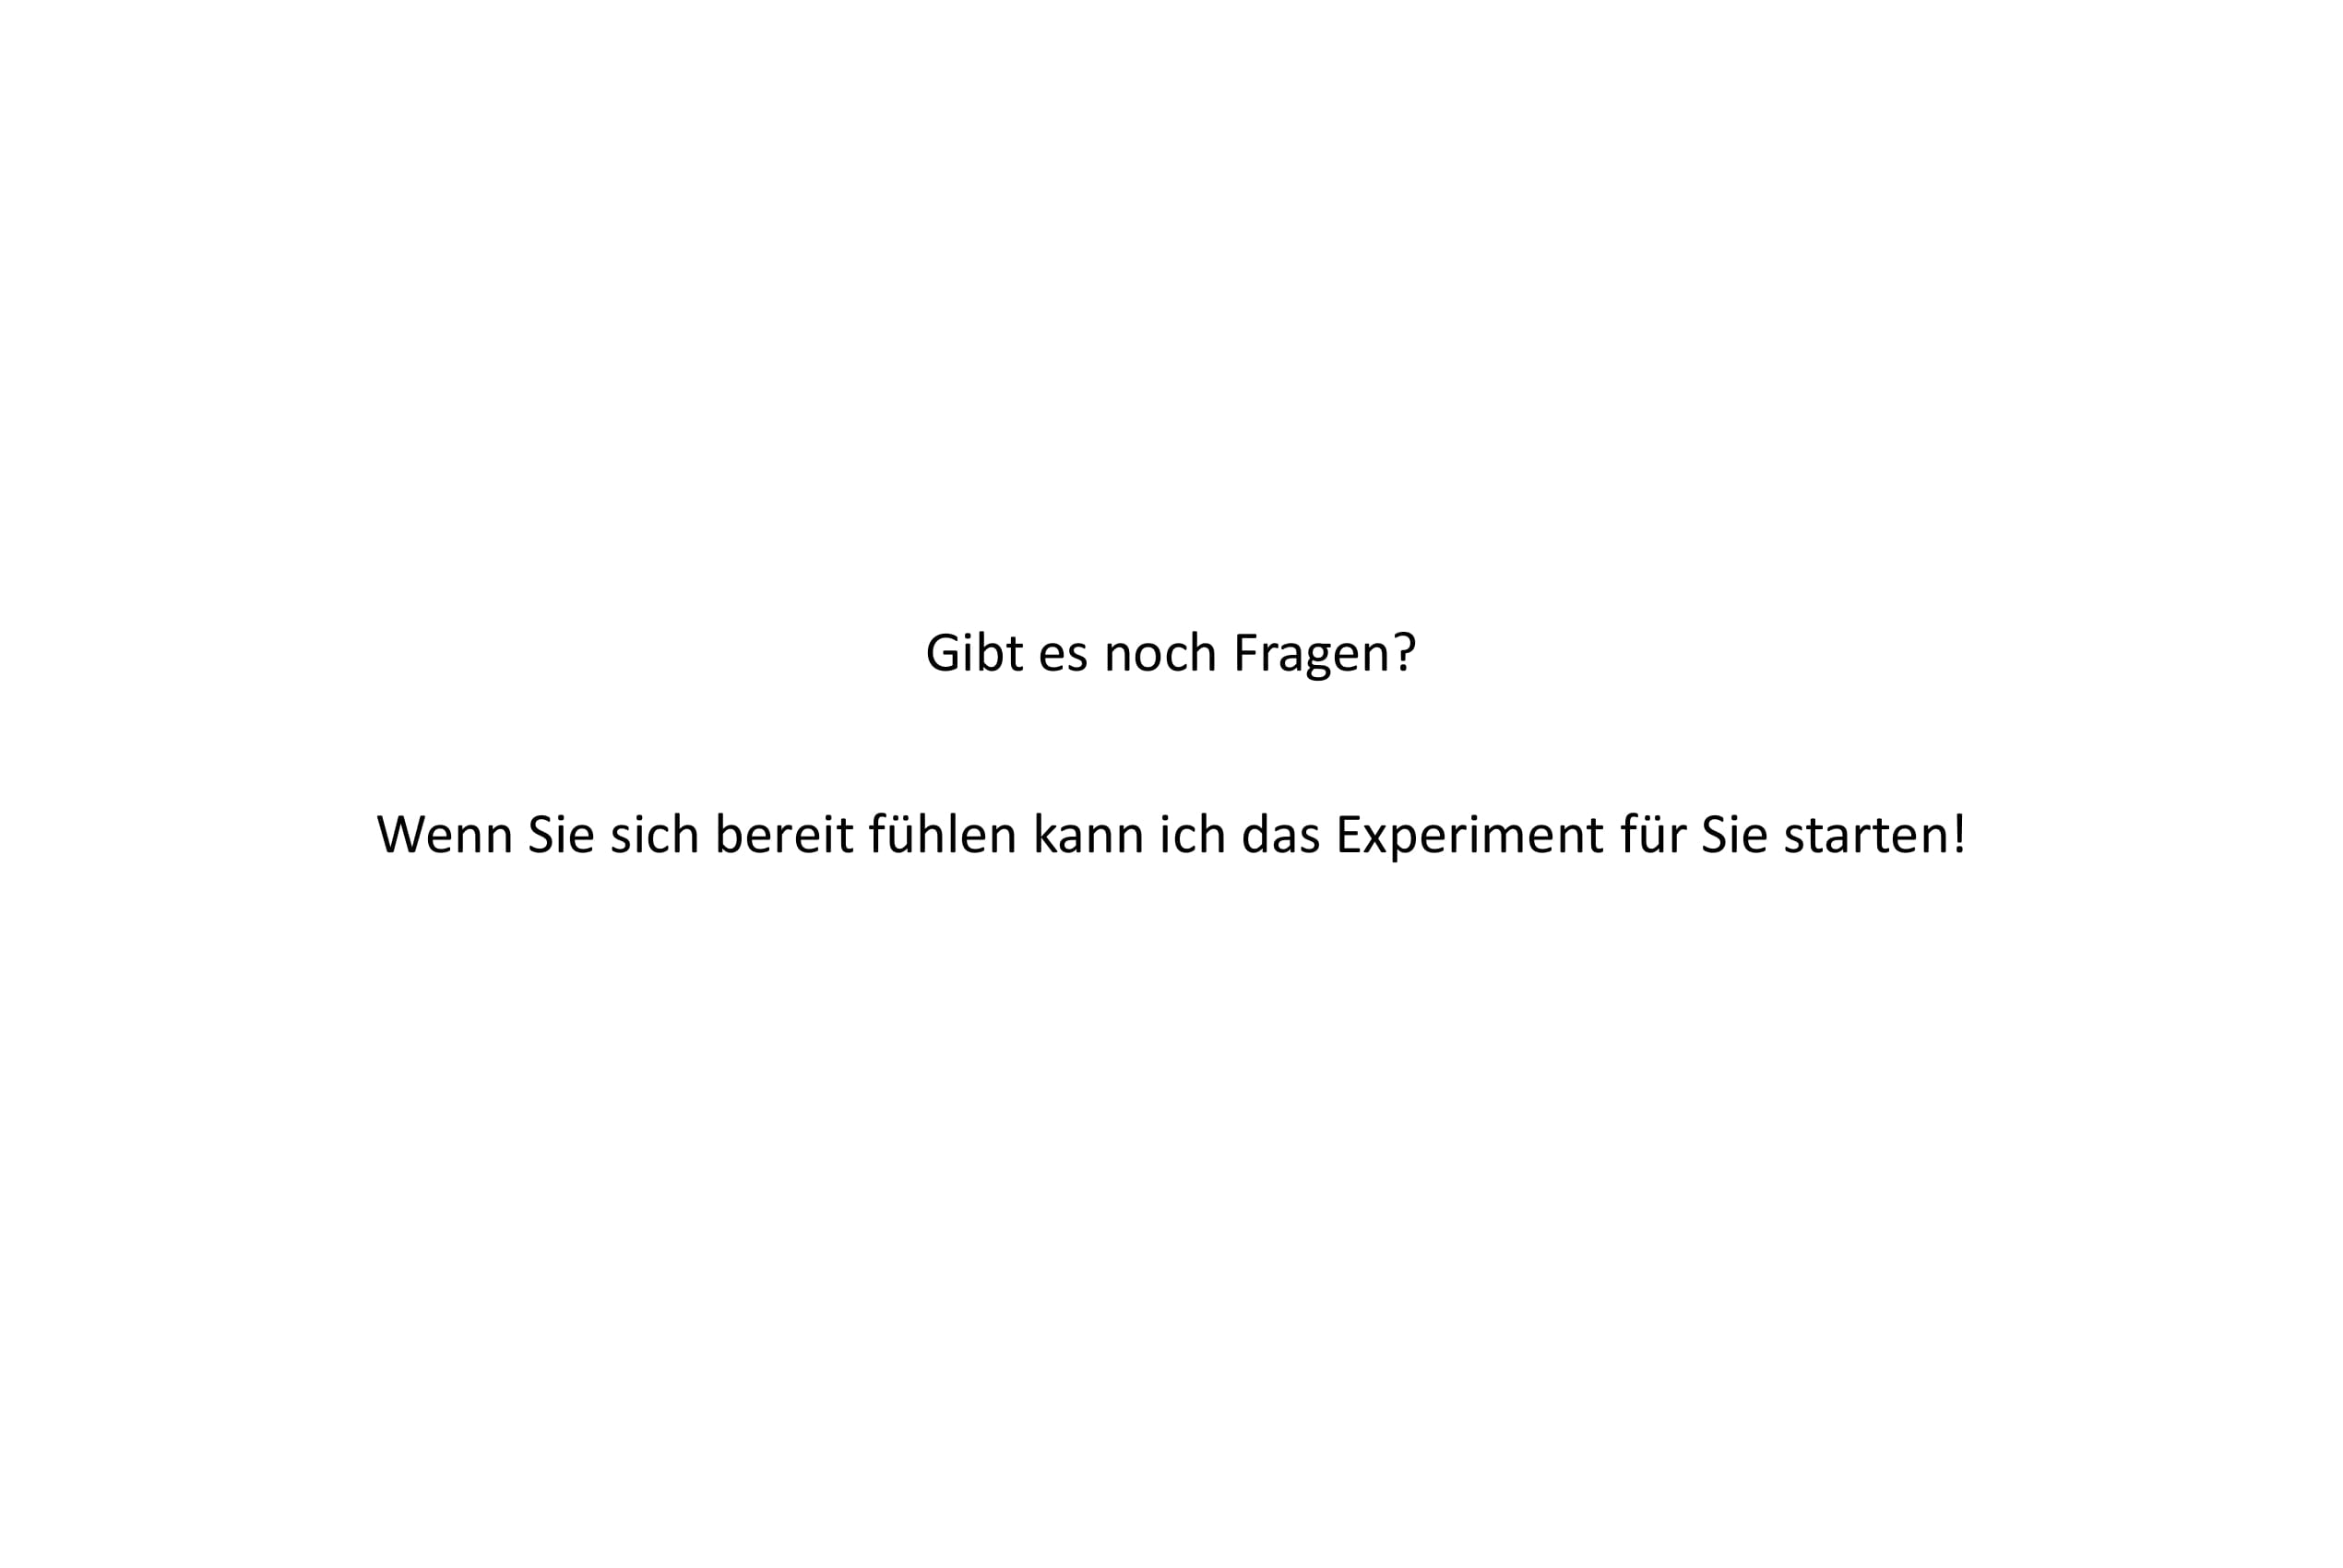 Gibt es noch Fragen?
Wenn Sie sich bereit fühlen kann ich das Experiment für Sie starten!